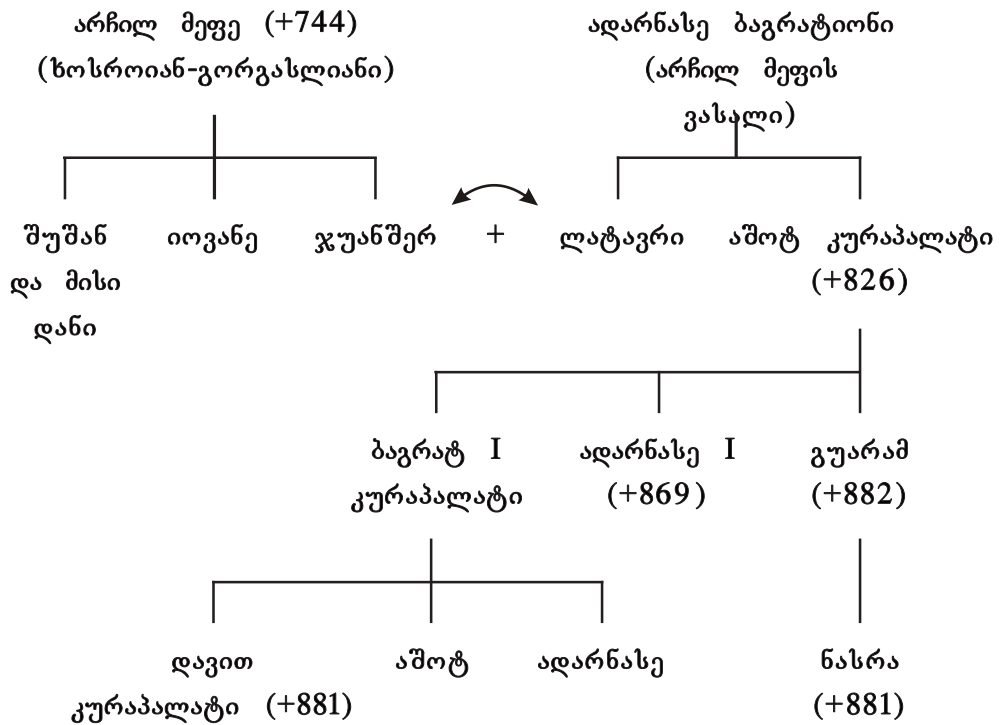 არჩილ მეფე (+744)
(ხოსროიან-გორგასლიანი)
ადარნასე ბაგრატიონი
(არჩილ მეფის
ვასალი)
შუშან
და მისი
დანი
იოვანე
ჯუანშერ
+
ლატავრი
აშოტ კურაპალატი
(+826)
ბაგრატ I
კურაპალატი
ადარნასე I
(+869)
გუარამ
(+882)
დავით
კურაპალატი (+881)
აშოტ
ადარნასე
ნასრა
(+881)